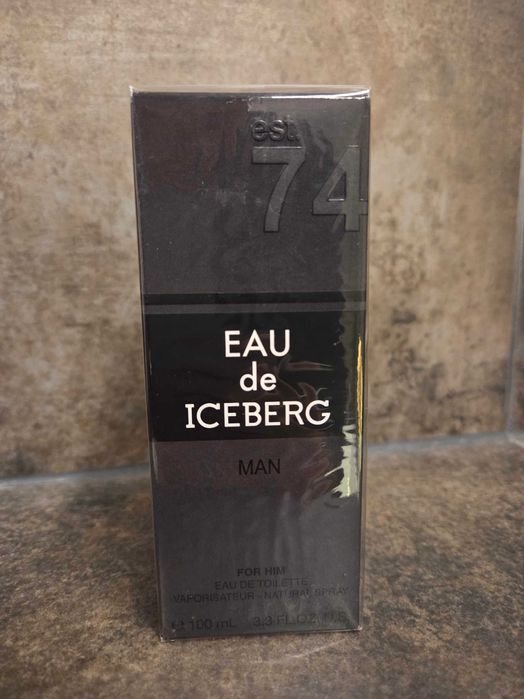 est.
74
EAU
de
ICEBERG
MAN
FOR HIM
EAU DE TOILETTE
VAPORISATEUR - NATURAL SPRAY
e 100 mL 3.3 FL.OZ.